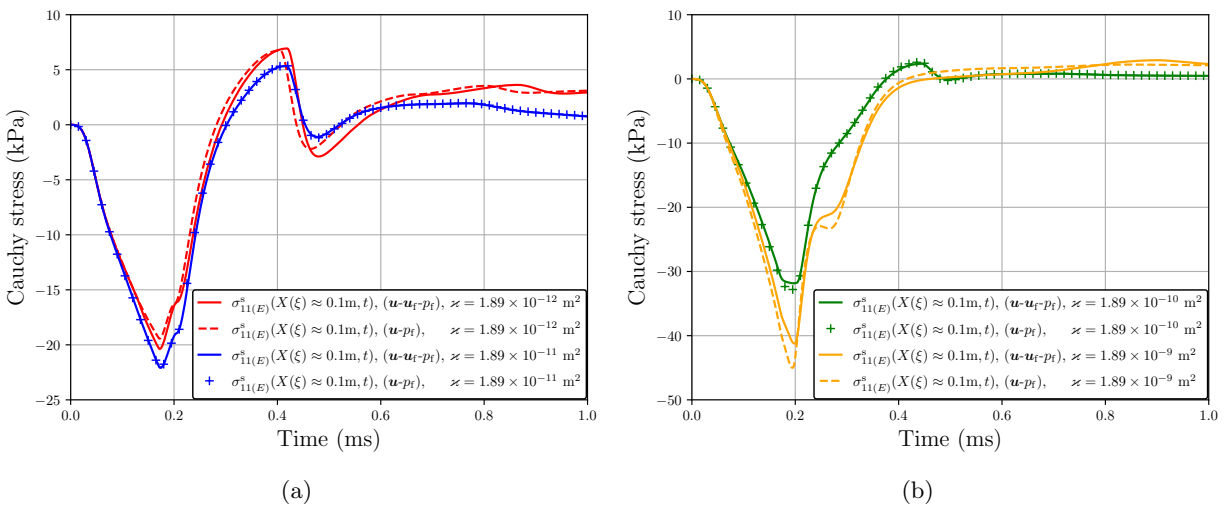 10
5
0
−5
−10
−15
−20
−25
Cauchy stress (kPa)
0.0 0.2 0.4 0.6 0.8 1.0
Time (ms)
σˢ₁₁₍E₎(X(ξ) ≈ 0.1m, t), (u-u_f-p_f), ϰ = 1.89 × 10⁻¹² m²
σˢ₁₁₍E₎(X(ξ) ≈ 0.1m, t), (u-p_f), ϰ = 1.89 × 10⁻¹² m²
σˢ₁₁₍E₎(X(ξ) ≈ 0.1m, t), (u-u_f-p_f), ϰ = 1.89 × 10⁻¹¹ m²
σˢ₁₁₍E₎(X(ξ) ≈ 0.1m, t), (u-p_f), ϰ = 1.89 × 10⁻¹¹ m²
(a)
10
0
−10
−20
−30
−40
−50
Cauchy stress (kPa)
0.0 0.2 0.4 0.6 0.8 1.0
Time (ms)
σˢ₁₁₍E₎(X(ξ) ≈ 0.1m, t), (u-u_f-p_f), ϰ = 1.89 × 10⁻¹⁰ m²
σˢ₁₁₍E₎(X(ξ) ≈ 0.1m, t), (u-p_f), ϰ = 1.89 × 10⁻¹⁰ m²
σˢ₁₁₍E₎(X(ξ) ≈ 0.1m, t), (u-u_f-p_f), ϰ = 1.89 × 10⁻⁹ m²
σˢ₁₁₍E₎(X(ξ) ≈ 0.1m, t), (u-p_f), ϰ = 1.89 × 10⁻⁹ m²
(b)